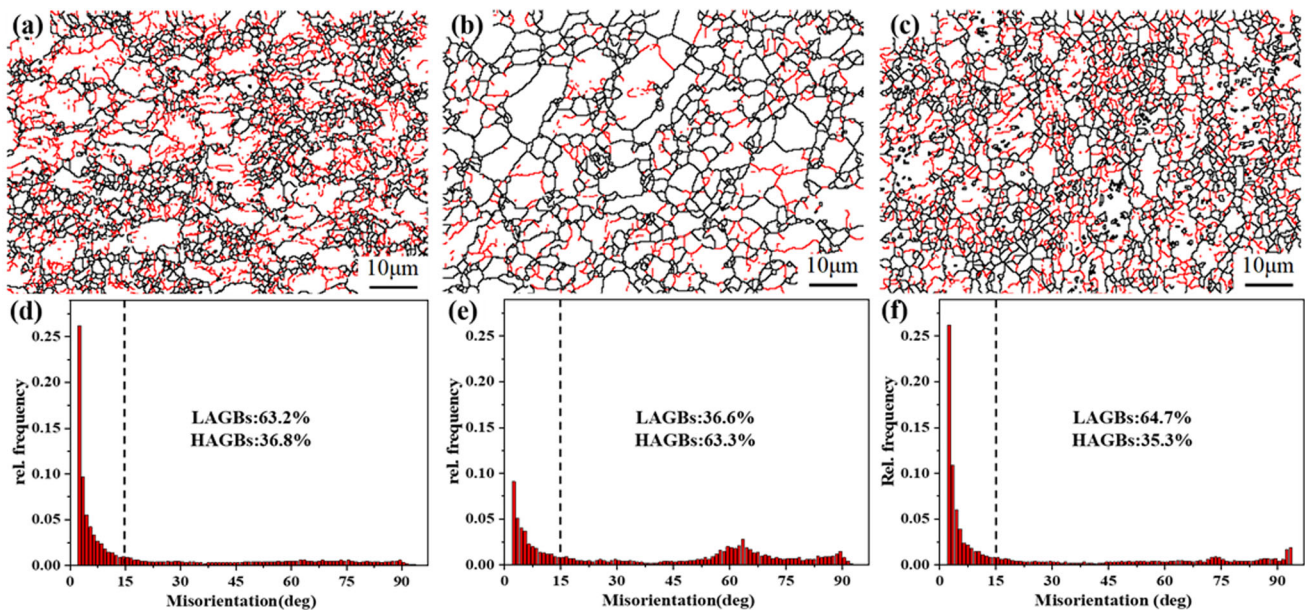 (a)
(b)
(c)
10μm
10μm
10μm
(d)
(e)
(f)
0.25
0.20
0.15
0.10
0.05
0.00
rel. frequency
LAGBs:63.2%
HAGBs:36.8%
0 15 30 45 60 75 90
Misorientation(deg)
0.25
0.20
0.15
0.10
0.05
0.00
rel. frequency
LAGBs:36.6%
HAGBs:63.3%
0 15 30 45 60 75 90
Misorientation(deg)
0.25
0.20
0.15
0.10
0.05
0.00
Rel. frequency
LAGBs:64.7%
HAGBs:35.3%
0 15 30 45 60 75 90
Misorientation (deg)